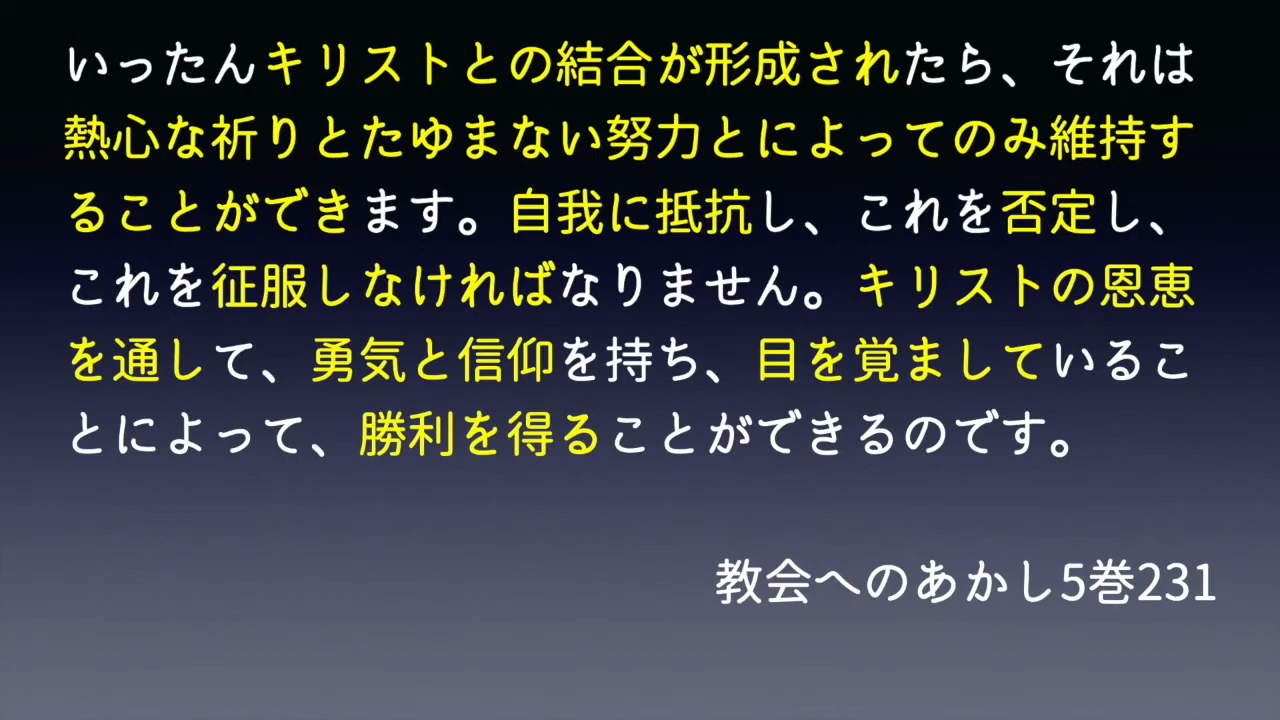 いったんキリストとの結合が形成されたら、それは
熱心な祈りとたゆまない努力とによってのみ維持す
ることができます。自我に抵抗し、これを否定し、
これを征服しなければなりません。キリストの恩恵
を通して、勇気と信仰を持ち、目を覚ましているこ
とによって、勝利を得ることができるのです。
教会へのあかし5巻231